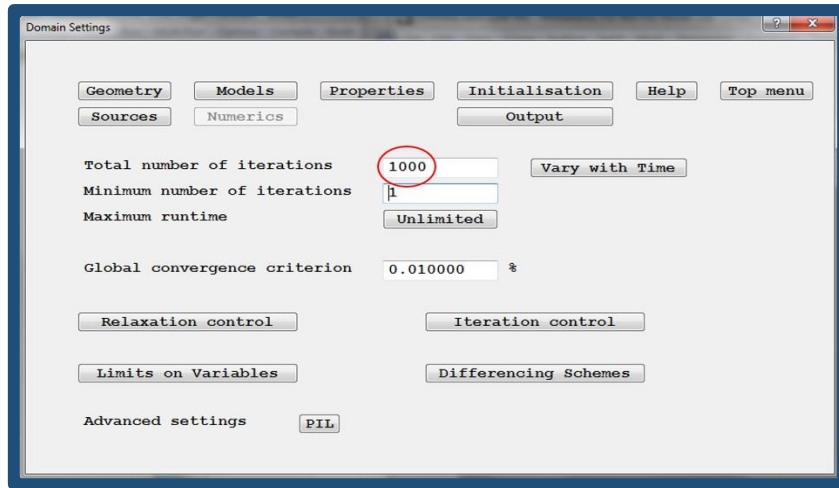 Domain Settings
Geometry Models Properties Initialisation Help Top menu
Sources Numerics Output
Total number of iterations 1000 Vary with Time
Minimum number of iterations 1
Maximum runtime Unlimited
Global convergence criterion 0.010000 %
Relaxation control Iteration control
Limits on Variables Differencing Schemes
Advanced settings PIL